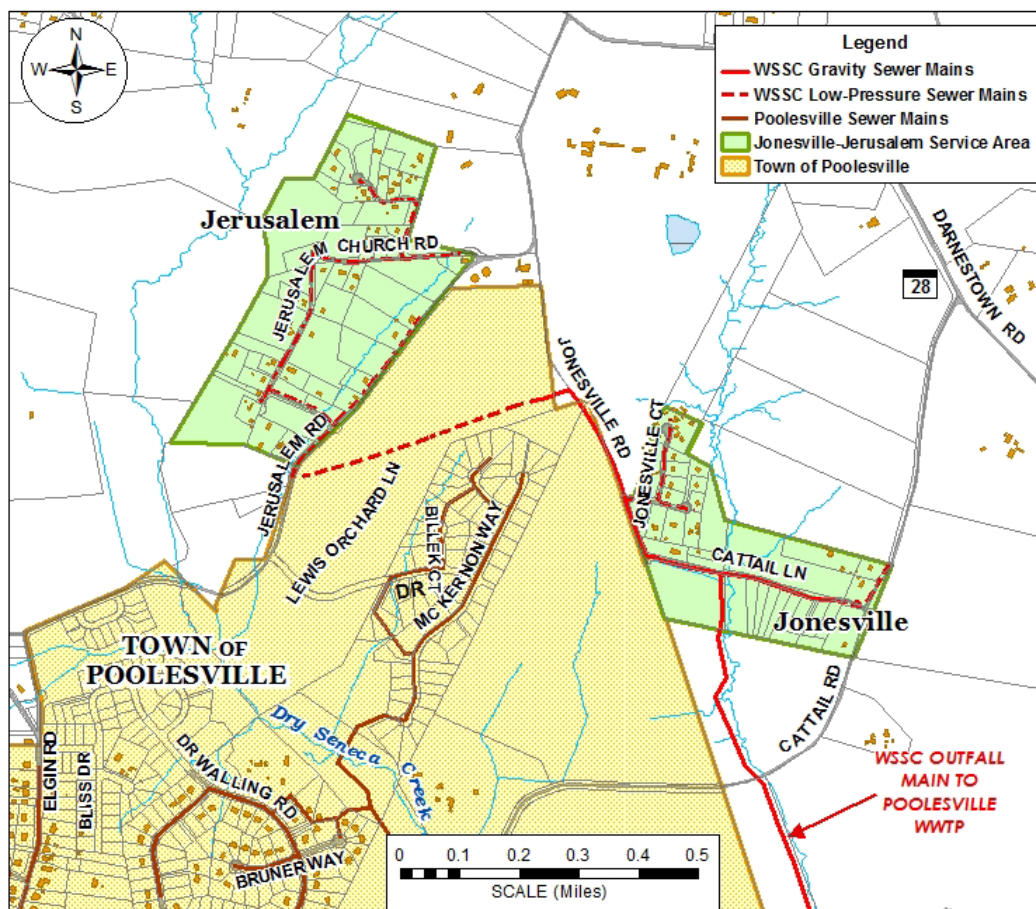 N
W E
S
Legend
WSSC Gravity Sewer Mains
WSSC Low-Pressure Sewer Mains
Poolesville Sewer Mains
Jonesville-Jerusalem Service Area
Town of Poolesville
Jerusalem
JERUSALEM CHURCH RD
DARNESTOWN RD
28
JONESVILLE RD
JONESVILLE CT
JERUSALEM RD
LEWIS ORCHARD LN
BILLEK CT
DR
MC KERNON WAY
CATTAIL LN
Jonesville
CATTAIL RD
TOWN OF
POOLESVILLE
Dry Seneca Creek
ELGIN RD
BLISS DR
DR WALLING RD
BRUNER WAY
WSSC OUTFALL
MAIN TO
POOLESVILLE
WWTP
0 0.1 0.2 0.3 0.4 0.5
SCALE (Miles)